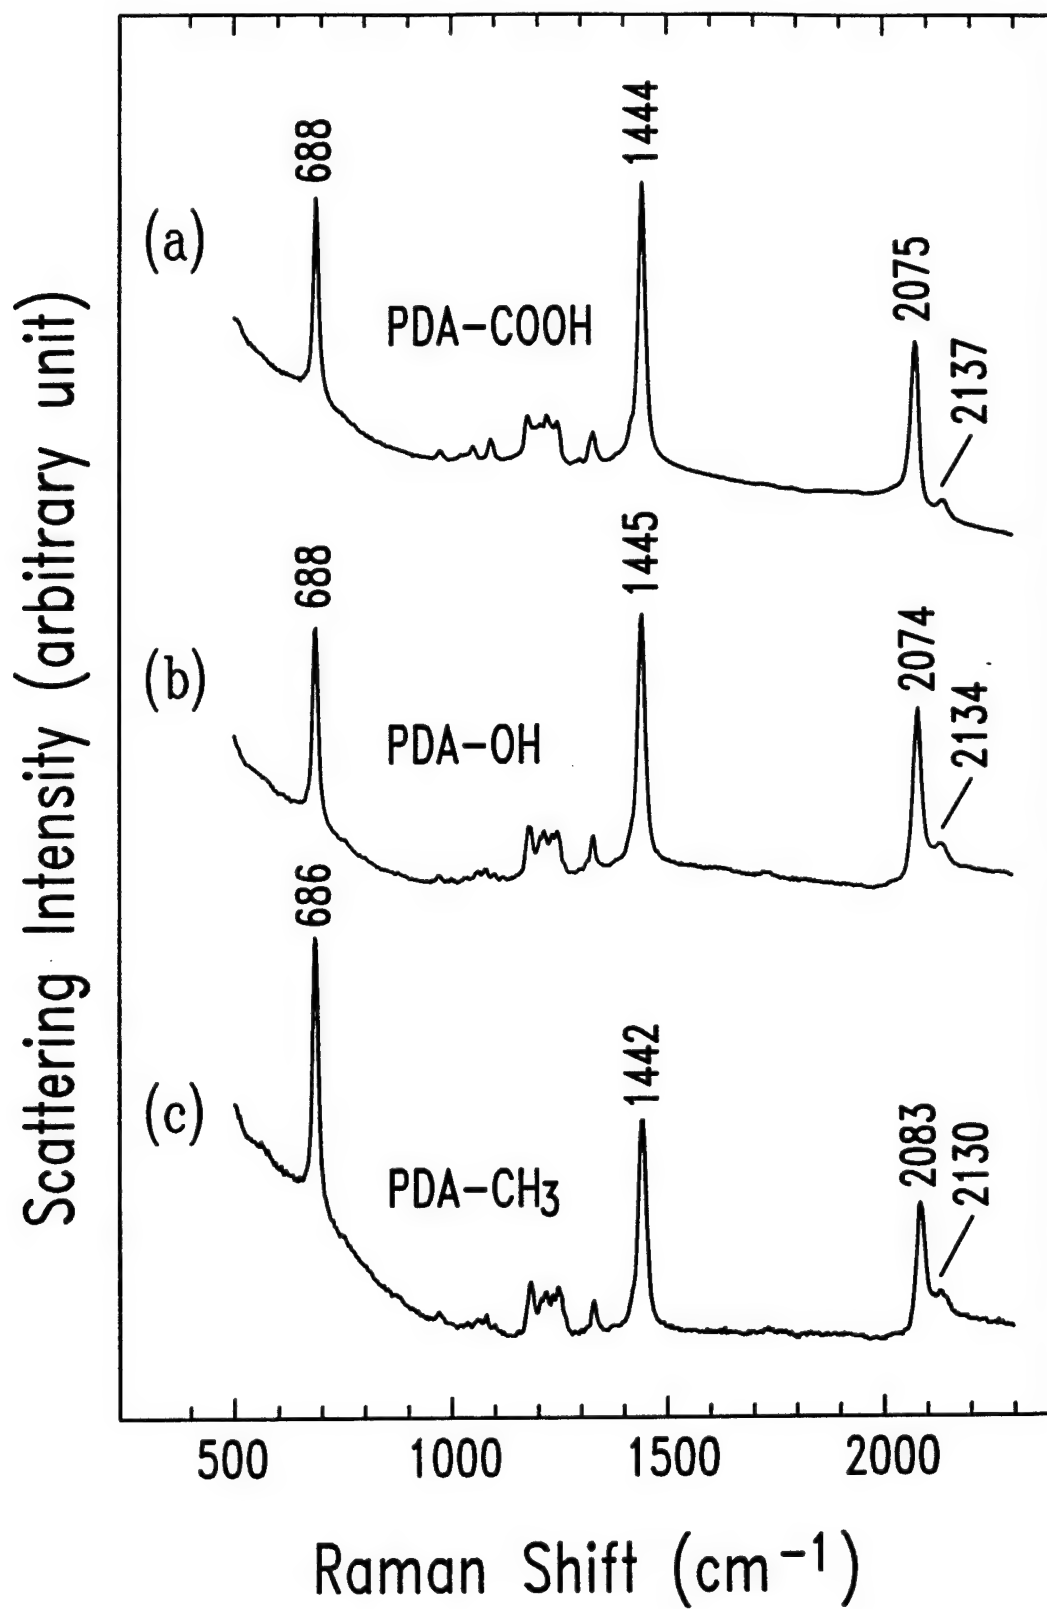 688
1444
2075
2137
(a)
PDA-COOH
688
1445
2074
2134
(b)
PDA-OH
686
1442
2083
2130
(c)
PDA-CH₃
Scattering Intensity (arbitrary unit)
500 1000 1500 2000
Raman Shift (cm⁻¹)